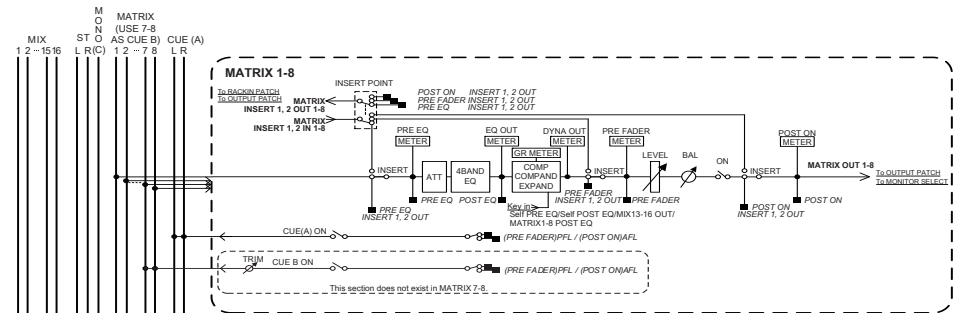 MIX
1 2 ··· 15 16
ST
L R
MONO
(C)
MATRIX
(USE 7-8
AS CUE B)
1 2 ··· 7 8
CUE (A)
L R
MATRIX 1-8
To RACKIN PATCH
To OUTPUT PATCH
MATRIX
INSERT 1, 2 OUT 1-8
MATRIX
INSERT 1, 2 IN 1-8
INSERT POINT
POST ON INSERT 1, 2 OUT
PRE FADER INSERT 1, 2 OUT
PRE EQ INSERT 1, 2 OUT
PRE EQ
METER
EQ OUT
METER
DYNA OUT
METER
GR METER
PRE FADER
METER
POST ON
METER
INSERT
ATT
4BAND
EQ
COMP
COMPAND
EXPAND
INSERT
LEVEL
BAL
ON
INSERT
MATRIX OUT 1-8
To OUTPUT PATCH
To MONITOR SELECT
PRE EQ
INSERT 1, 2 OUT
PRE EQ
POST EQ
Key in
Self PRE EQ/Self POST EQ/MIX13-16 OUT/
MATRIX1-8 POST EQ
PRE FADER
INSERT 1, 2 OUT
PRE FADER
POST ON
INSERT 1, 2 OUT
POST ON
CUE(A) ON
(PRE FADER)PFL / (POST ON)AFL
TRIM
CUE B ON
(PRE FADER)PFL / (POST ON)AFL
This section does not exist in MATRIX 7-8.